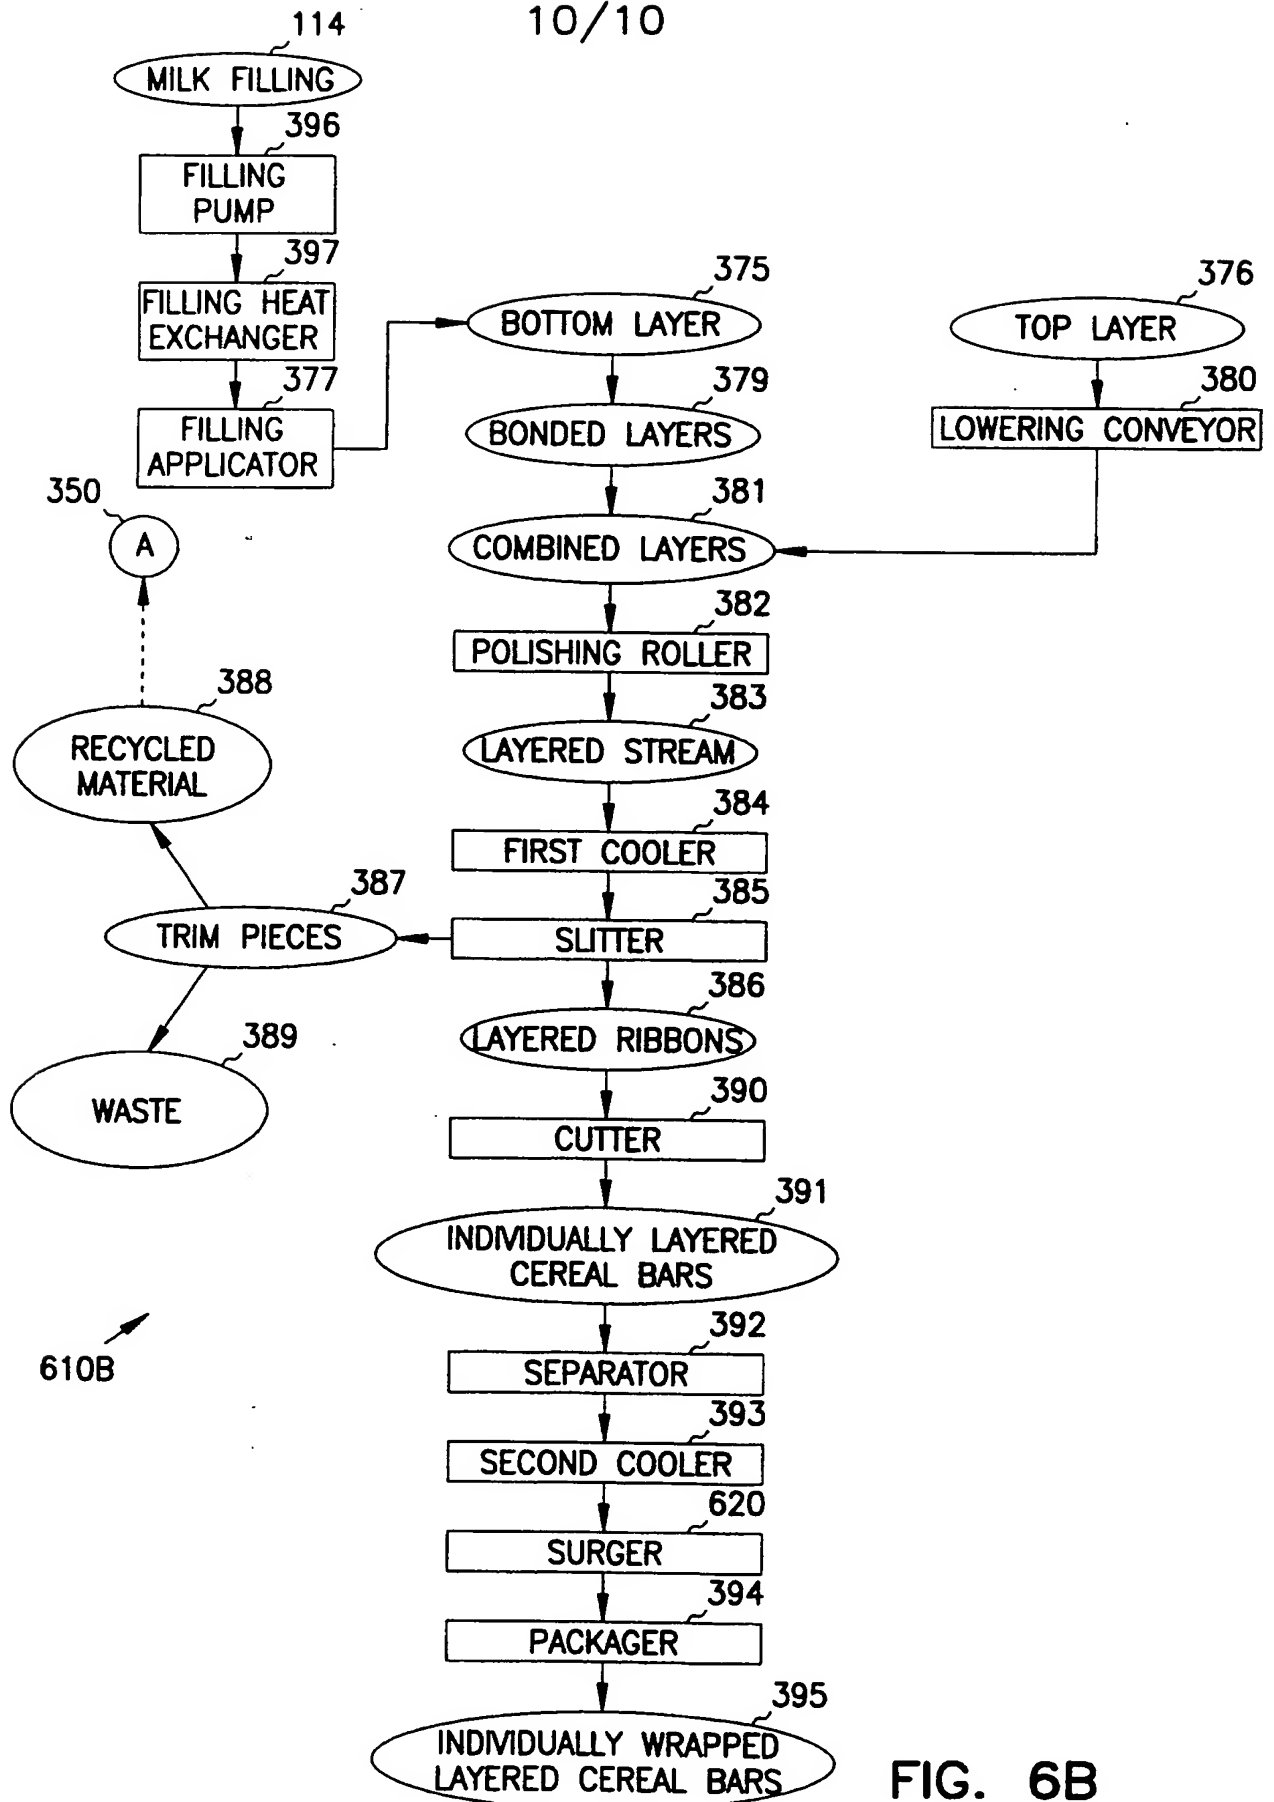 10/10
114
MILK FILLING
396
FILLING
PUMP
397
FILLING HEAT
EXCHANGER
377
FILLING
APPLICATOR
375
BOTTOM LAYER
376
TOP LAYER
379
BONDED LAYERS
380
LOWERING CONVEYOR
350
A
381
COMBINED LAYERS
382
POLISHING ROLLER
388
RECYCLED
MATERIAL
383
LAYERED STREAM
384
FIRST COOLER
387
TRIM PIECES
385
SLITTER
386
LAYERED RIBBONS
389
WASTE
390
CUTTER
391
INDIVIDUALLY LAYERED
CEREAL BARS
610B
392
SEPARATOR
393
SECOND COOLER
620
SURGER
394
PACKAGER
395
INDIVIDUALLY WRAPPED
LAYERED CEREAL BARS
FIG. 6B